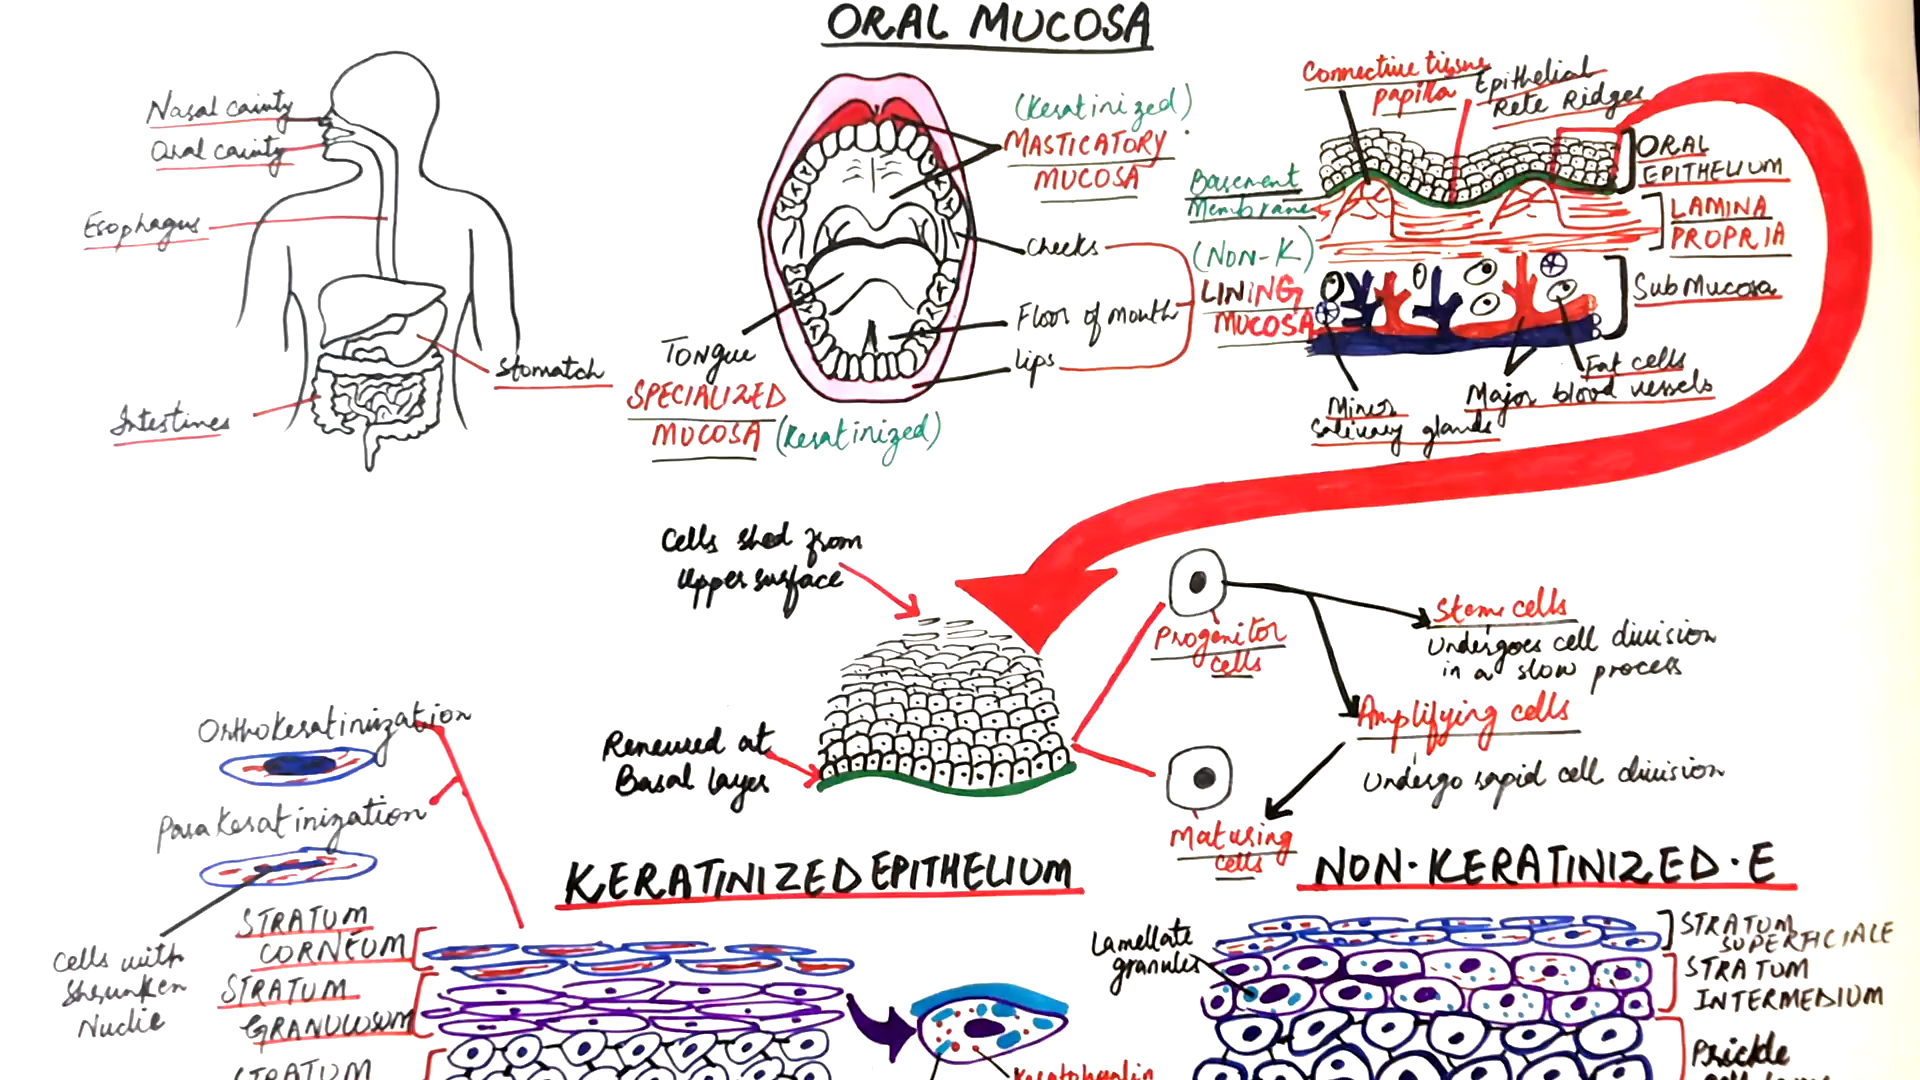 ORAL MUCOSA
Nasal cavity
Oral cavity
Esophagus
Stomatch
Intestines
(Keratinized)
MASTICATORY
MUCOSA
Cheeks
Floor of mouth
lips
(NON-K)
LINING
MUCOSA
TONGUE
SPECIALIZED
MUCOSA (Keratinized)
Connective tissue
papilla
Epithelial
Rete Ridges
Basement
Membrane
ORAL
EPITHELIUM
LAMINA
PROPRIA
SubMucosa
Fat cells
Major blood vessels
Minor
Salivary glands
Cells shed from
Upper surface
Renewed at
Basal layer
Progenitor
cells
Stem cells
Undergoes cell division
in a slow process
Amplifying cells
Undergo rapid cell division
Maturing
cells
Orthokeratinization
Parakeratinization
Cells with
Shrunken
Nuclie
KERATINIZED EPITHELIUM
STRATUM
CORNEUM
STRATUM
GRANULOSUM
STRATUM
Keratohyalin
NON-KERATINIZED·E
Lamellate
granules
STRATUM
SUPERFICIALE
STRATUM
INTERMEDIUM
Prickle